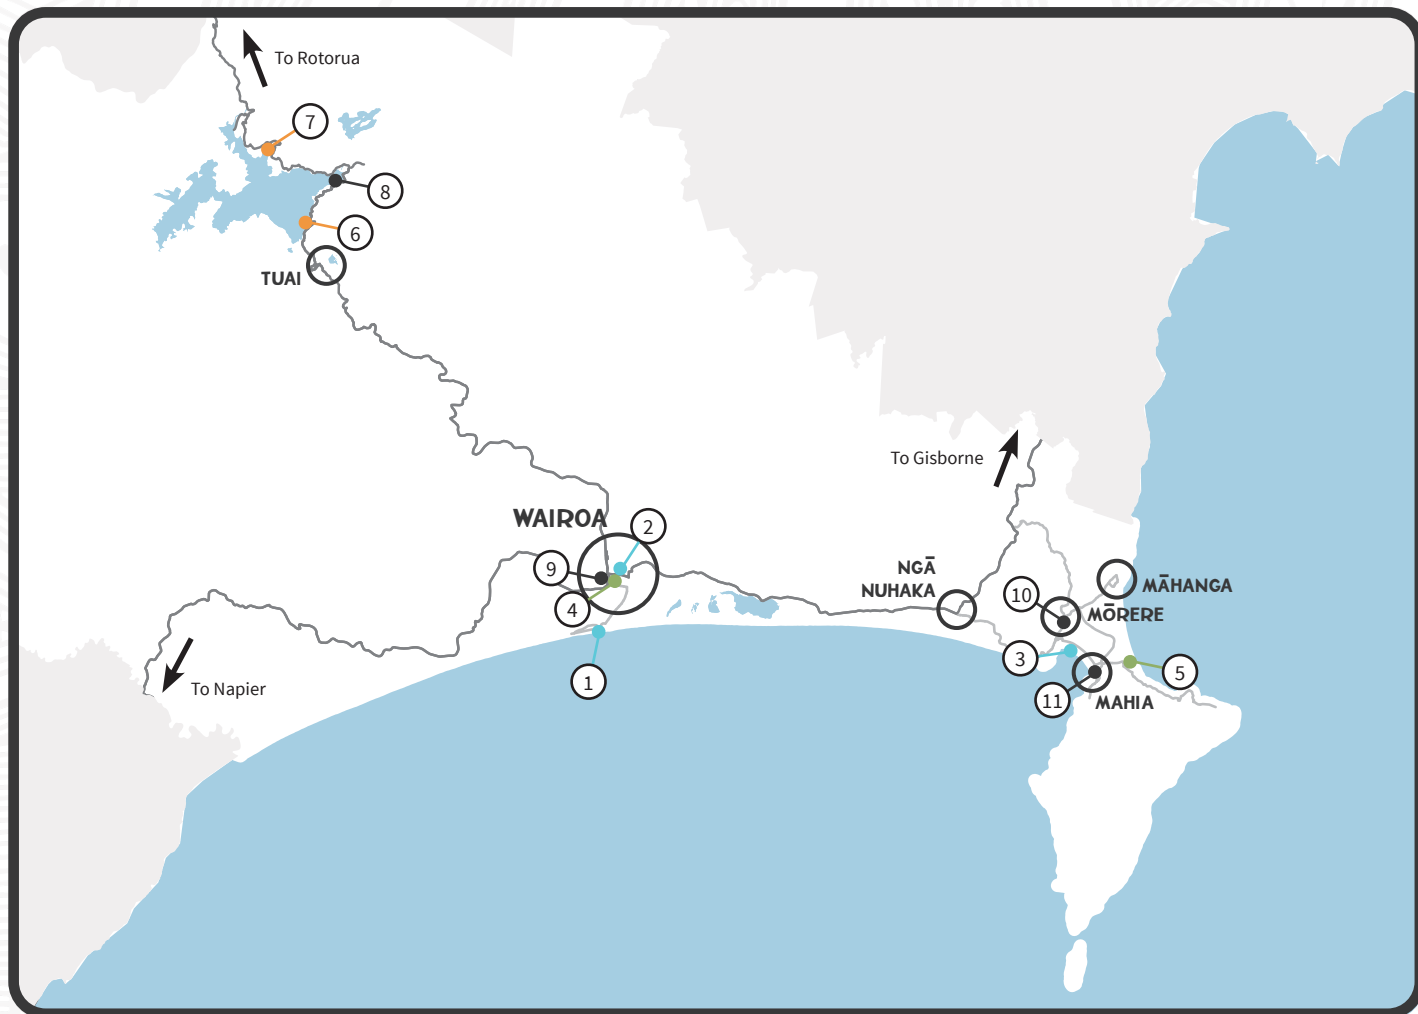 To Rotorua
7
8
6
TUAI
To Gisborne
WAIROA
2
9
4
1
NGĀ
NUHAKA
10
MĀHANGA
MŌRERE
3
5
11
MAHIA
To Napier